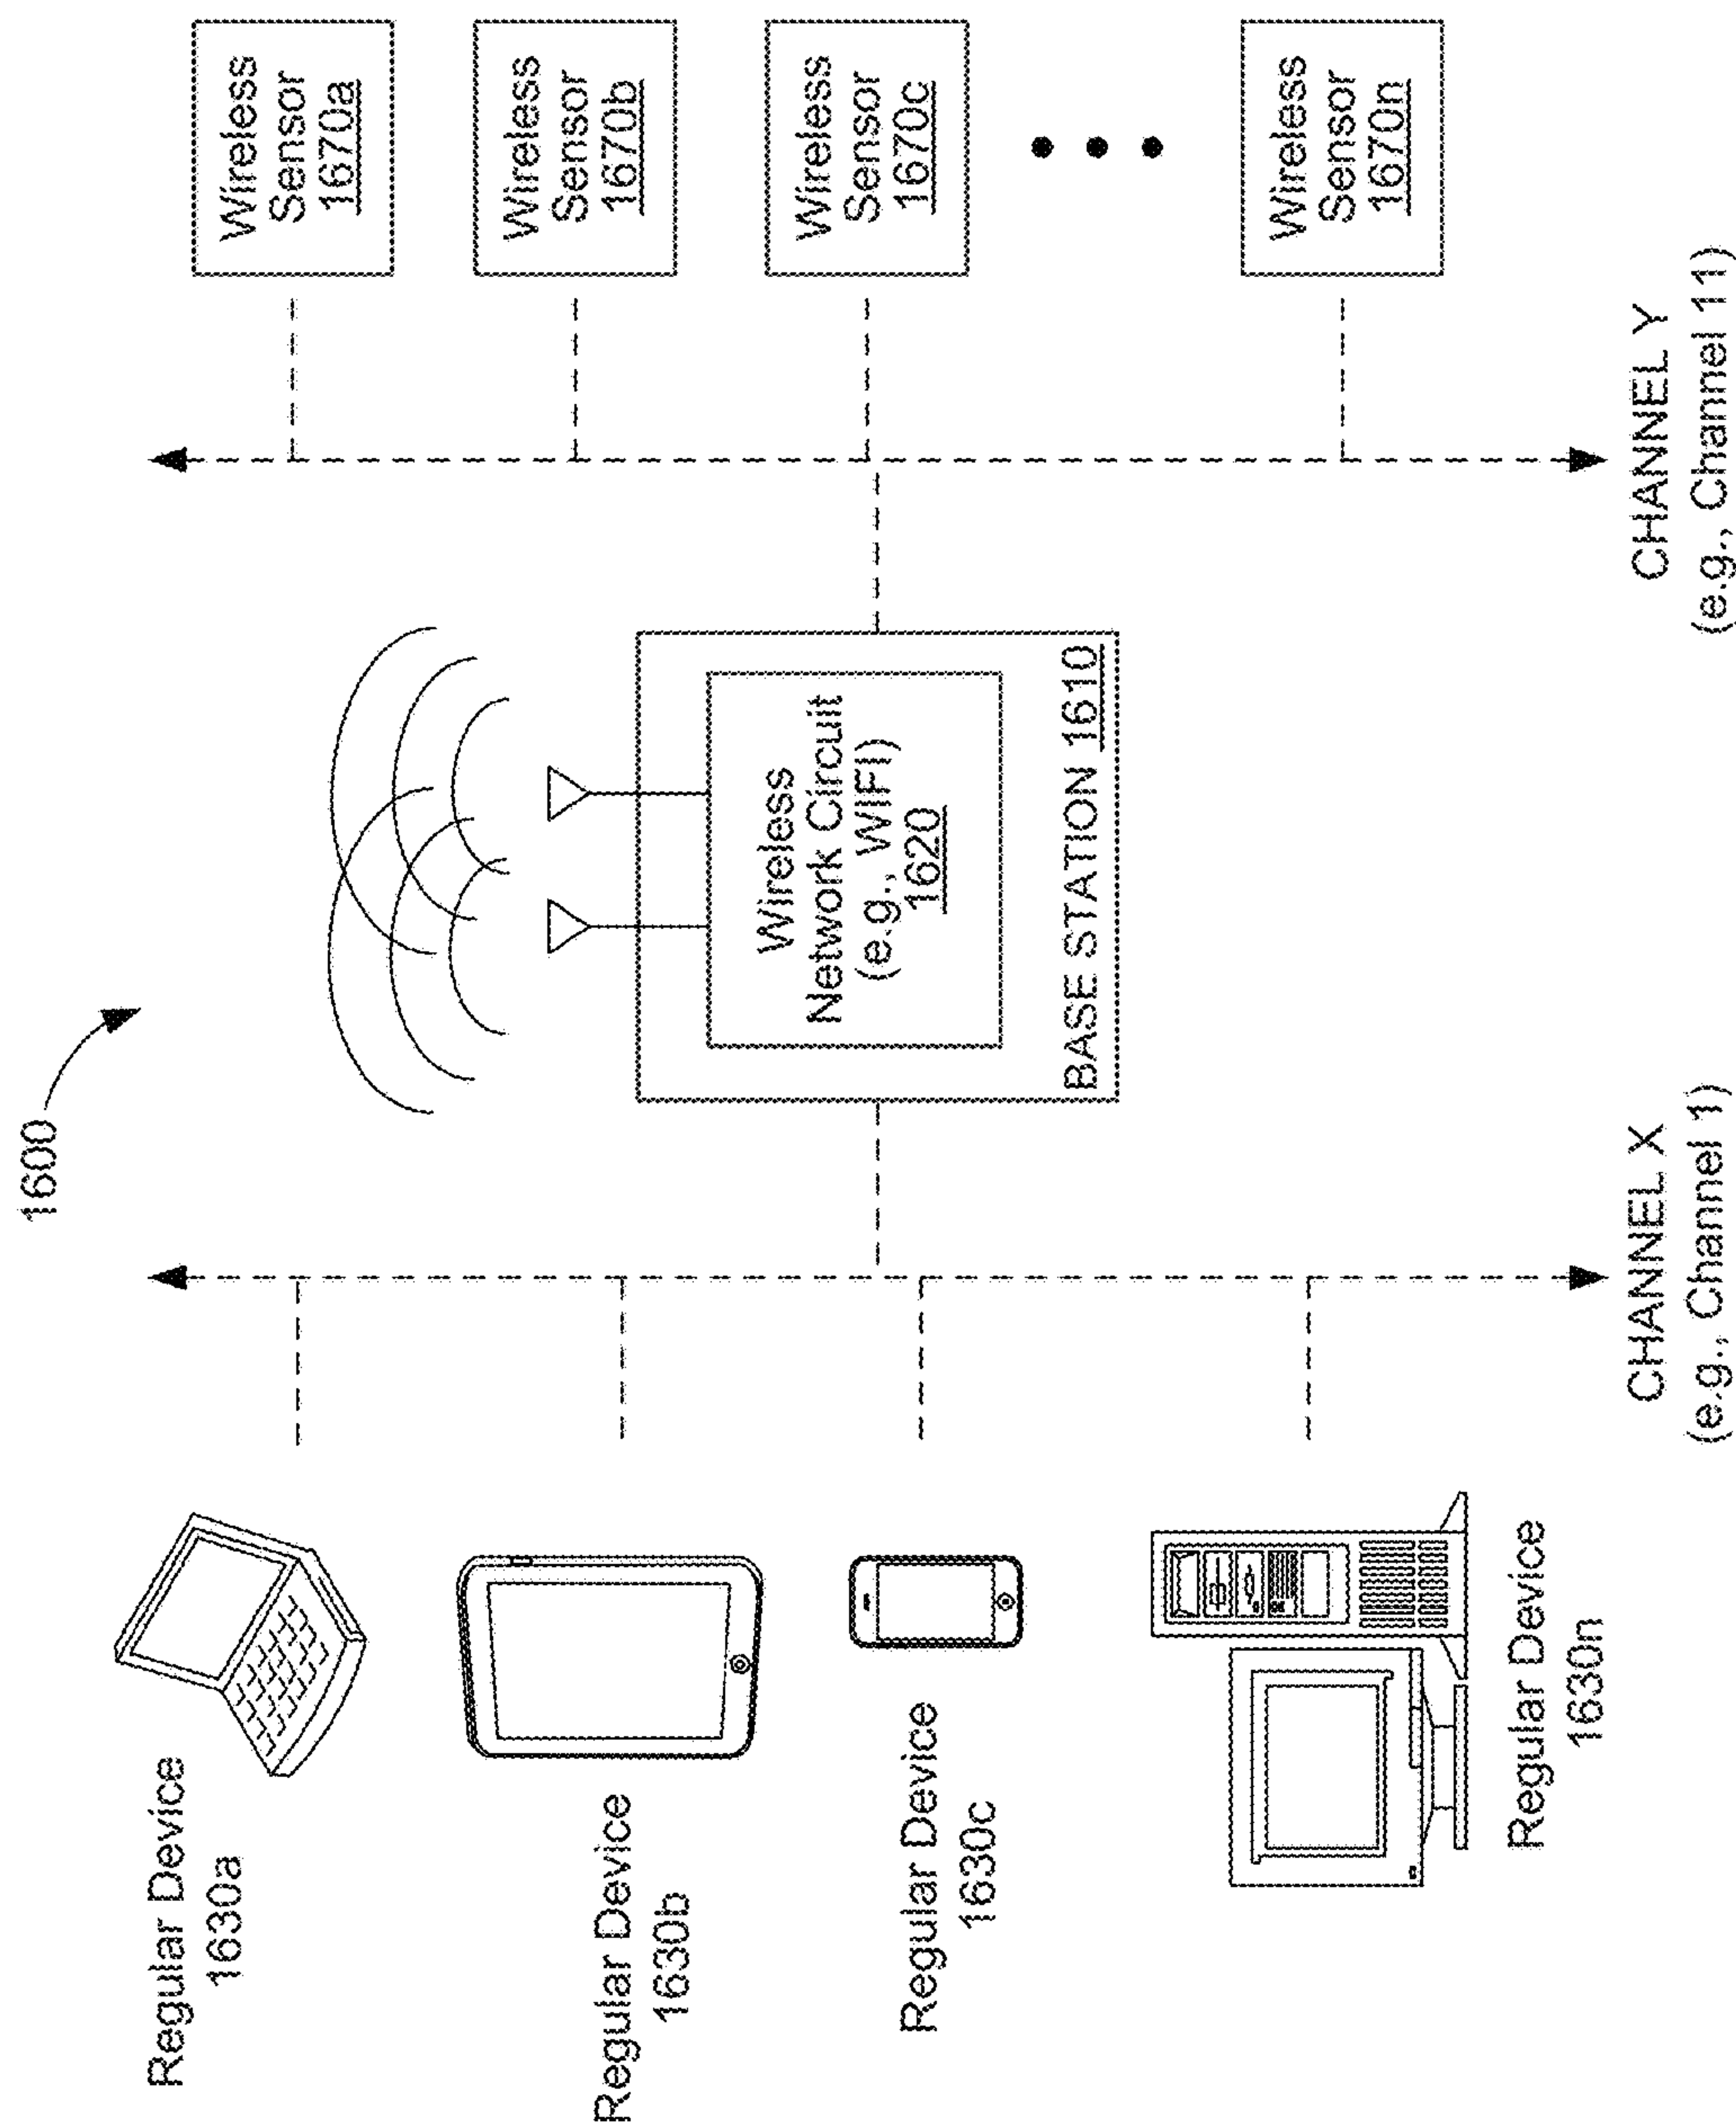 1600
Regular Device
1630a
Regular Device
1630b
Regular Device
1630c
Regular Device
1630n
CHANNEL X
(e.g., Channel 1)
Wireless
Network Circuit
(e.g., WIFI)
1620
BASE STATION 1610
CHANNEL Y
(e.g., Channel 11)
Wireless
Sensor
1670a
Wireless
Sensor
1670b
Wireless
Sensor
1670c
Wireless
Sensor
1670n